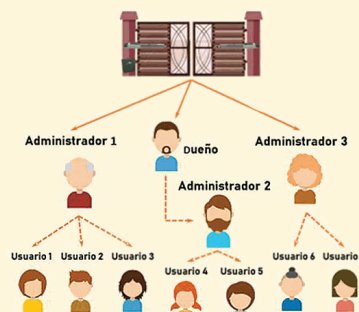 Administrador 1
Dueño
Administrador 3
Administrador 2
Usuario 1
Usuario 2
Usuario 3
Usuario 4
Usuario 5
Usuario 6
Usuario